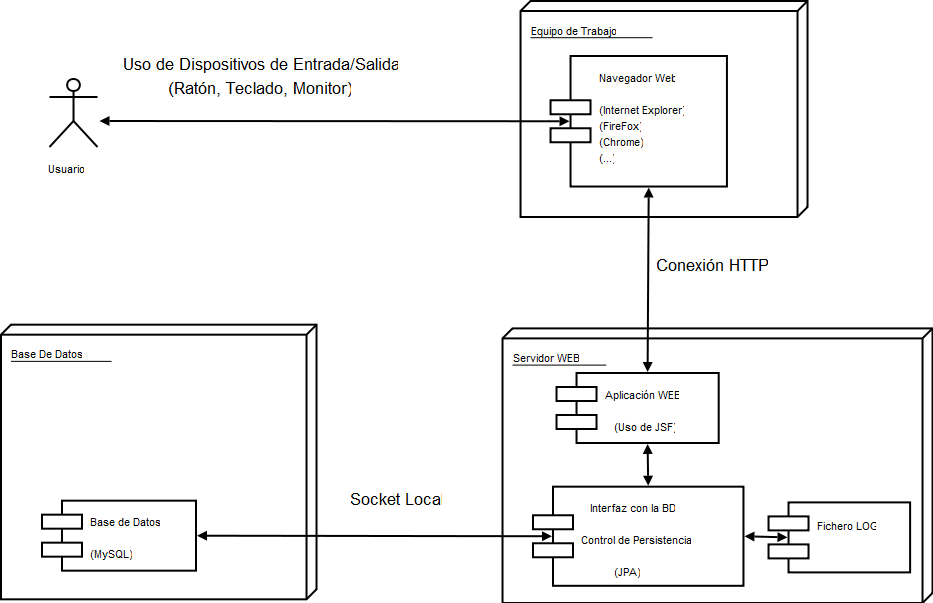 Equipo de Trabajo
Uso de Dispositivos de Entrada/Salida
(Ratón, Teclado, Monitor)
Navegador Web
(Internet Explorer)
(FireFox)
(Chrome)
(...)
Usuario
Conexión HTTP
Base De Datos
Servidor WEB
Aplicación WEB
(Uso de JSF)
Socket Local
Base de Datos
(MySQL)
Interfaz con la BD
Control de Persistencia
(JPA)
Fichero LOG